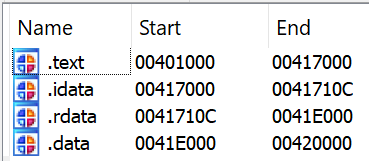 Name Start End
.text 00401000 00417000
.idata 00417000 0041710C
.rdata 0041710C 0041E000
.data 0041E000 00420000